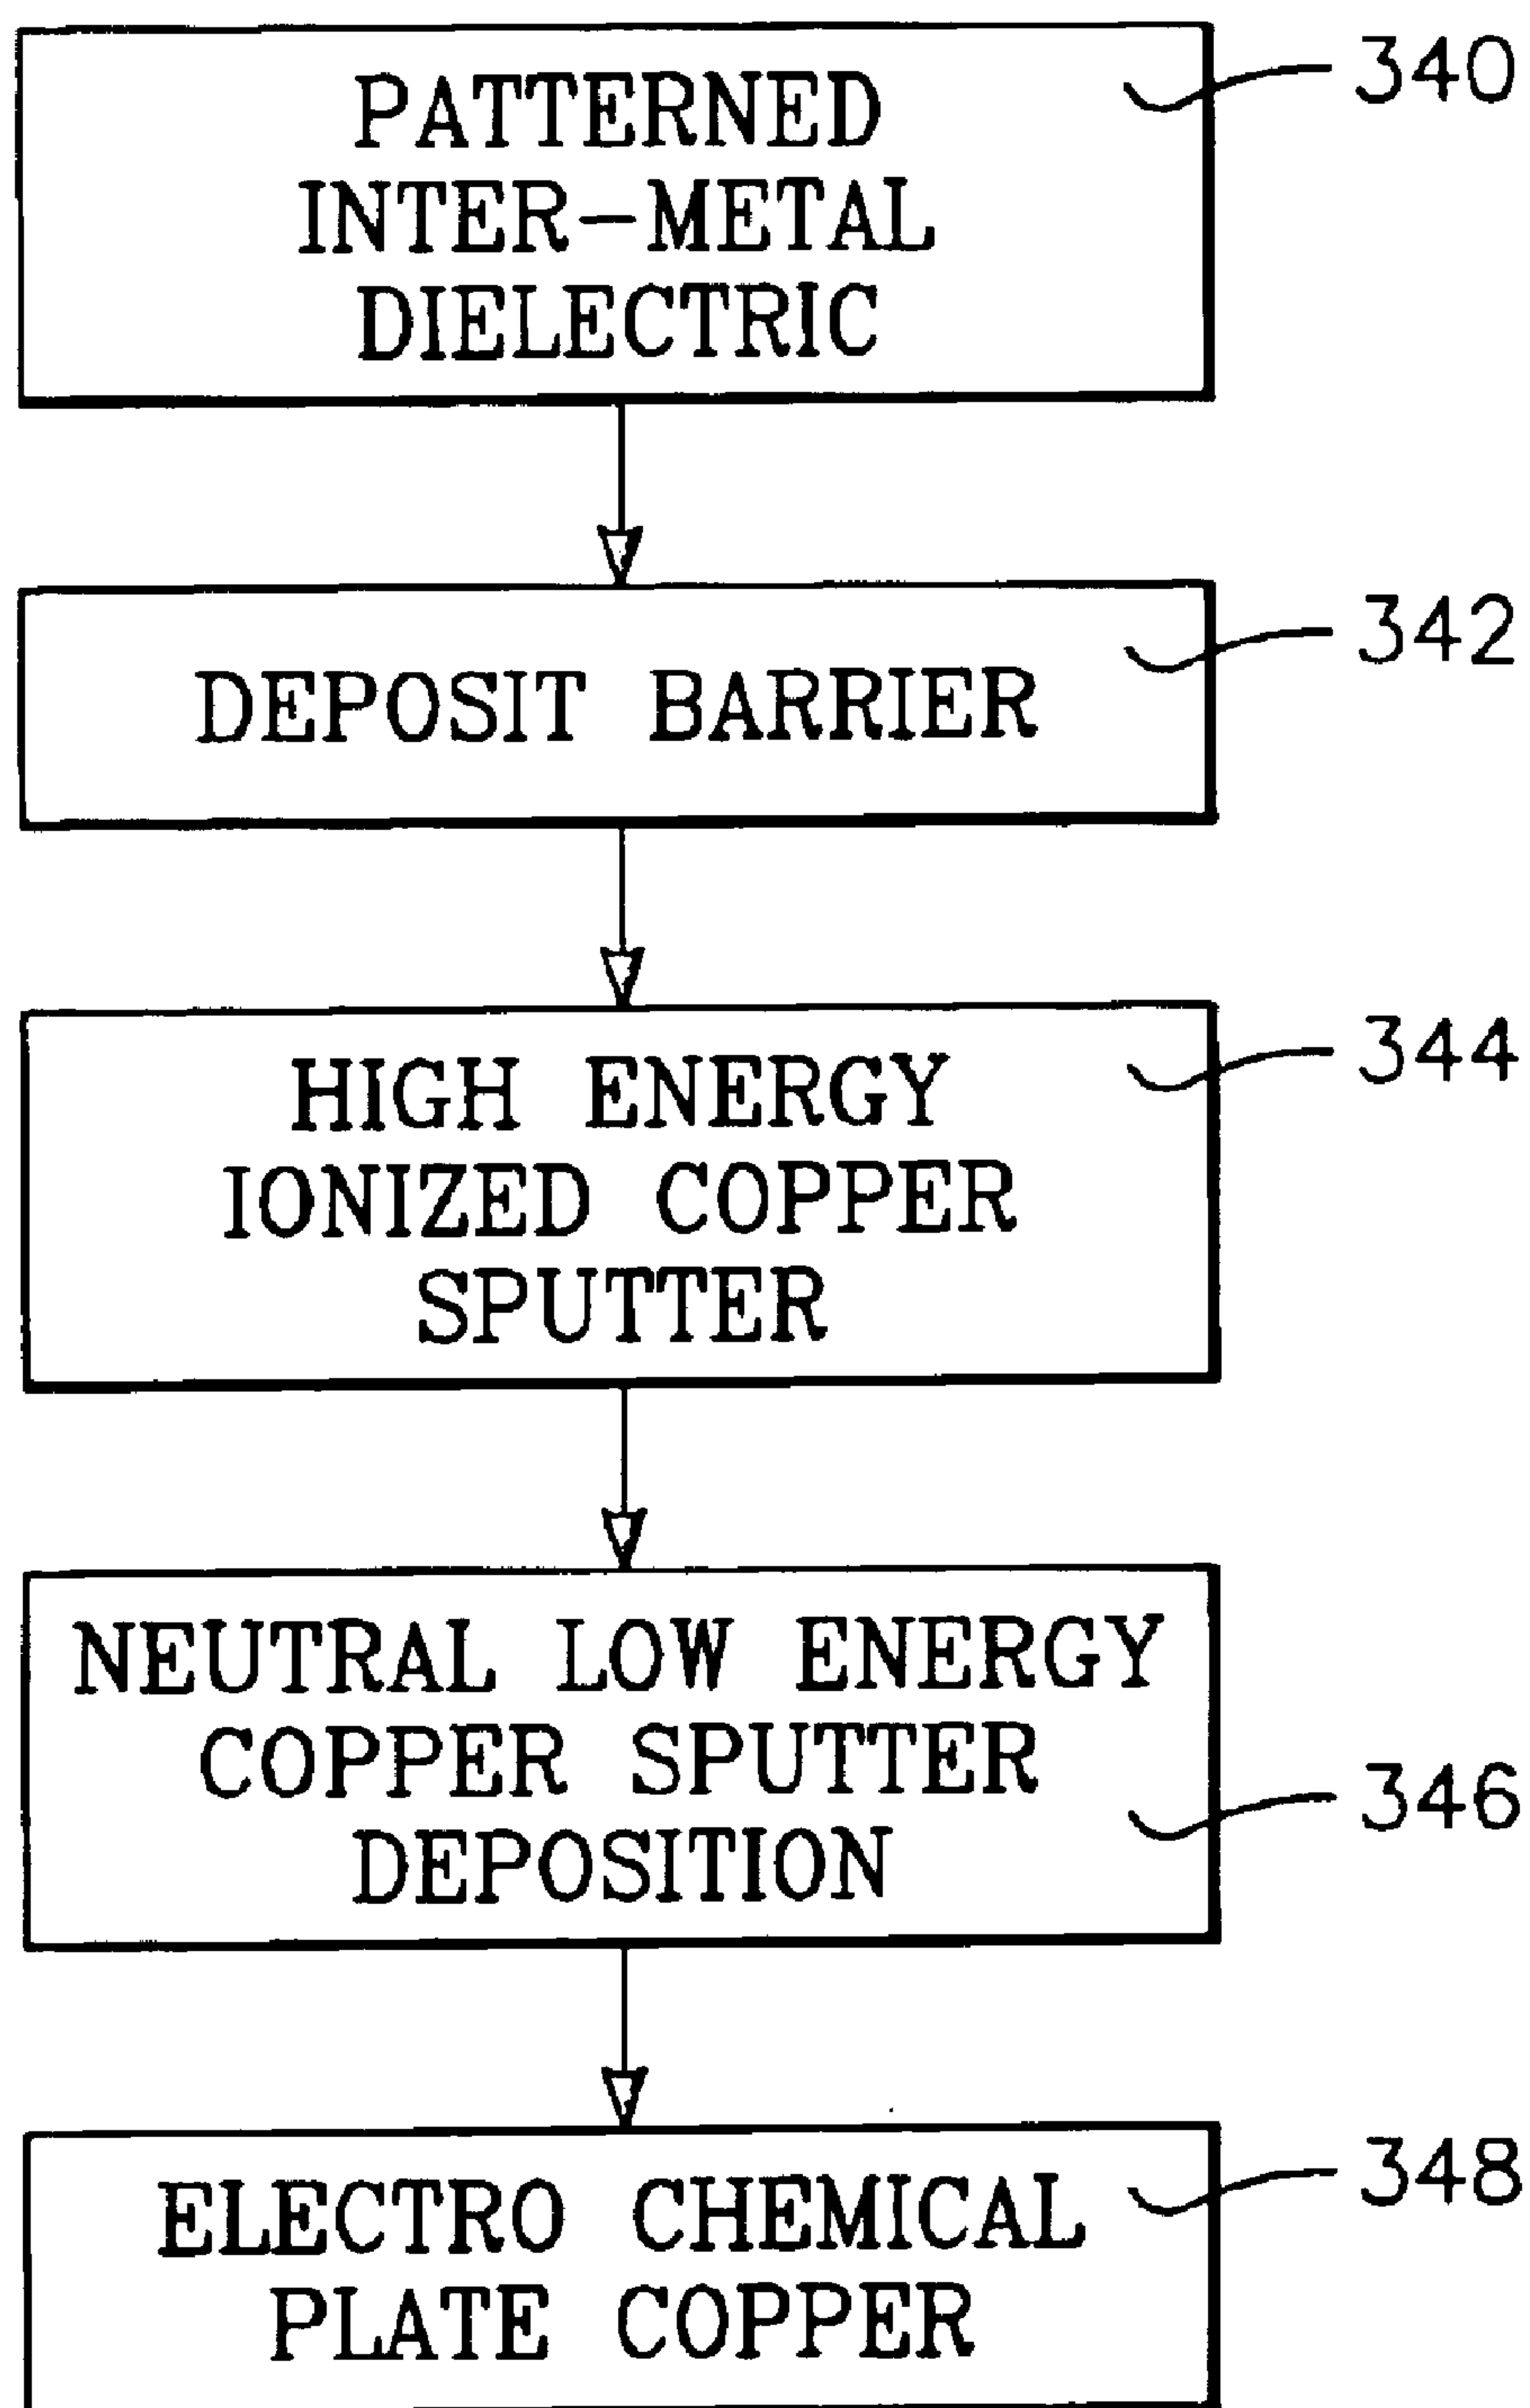 PATTERNED
INTER-METAL
DIELECTRIC
340
DEPOSIT BARRIER
342
HIGH ENERGY
IONIZED COPPER
SPUTTER
344
NEUTRAL LOW ENERGY
COPPER SPUTTER
DEPOSITION
346
ELECTRO CHEMICAL
PLATE COPPER
348